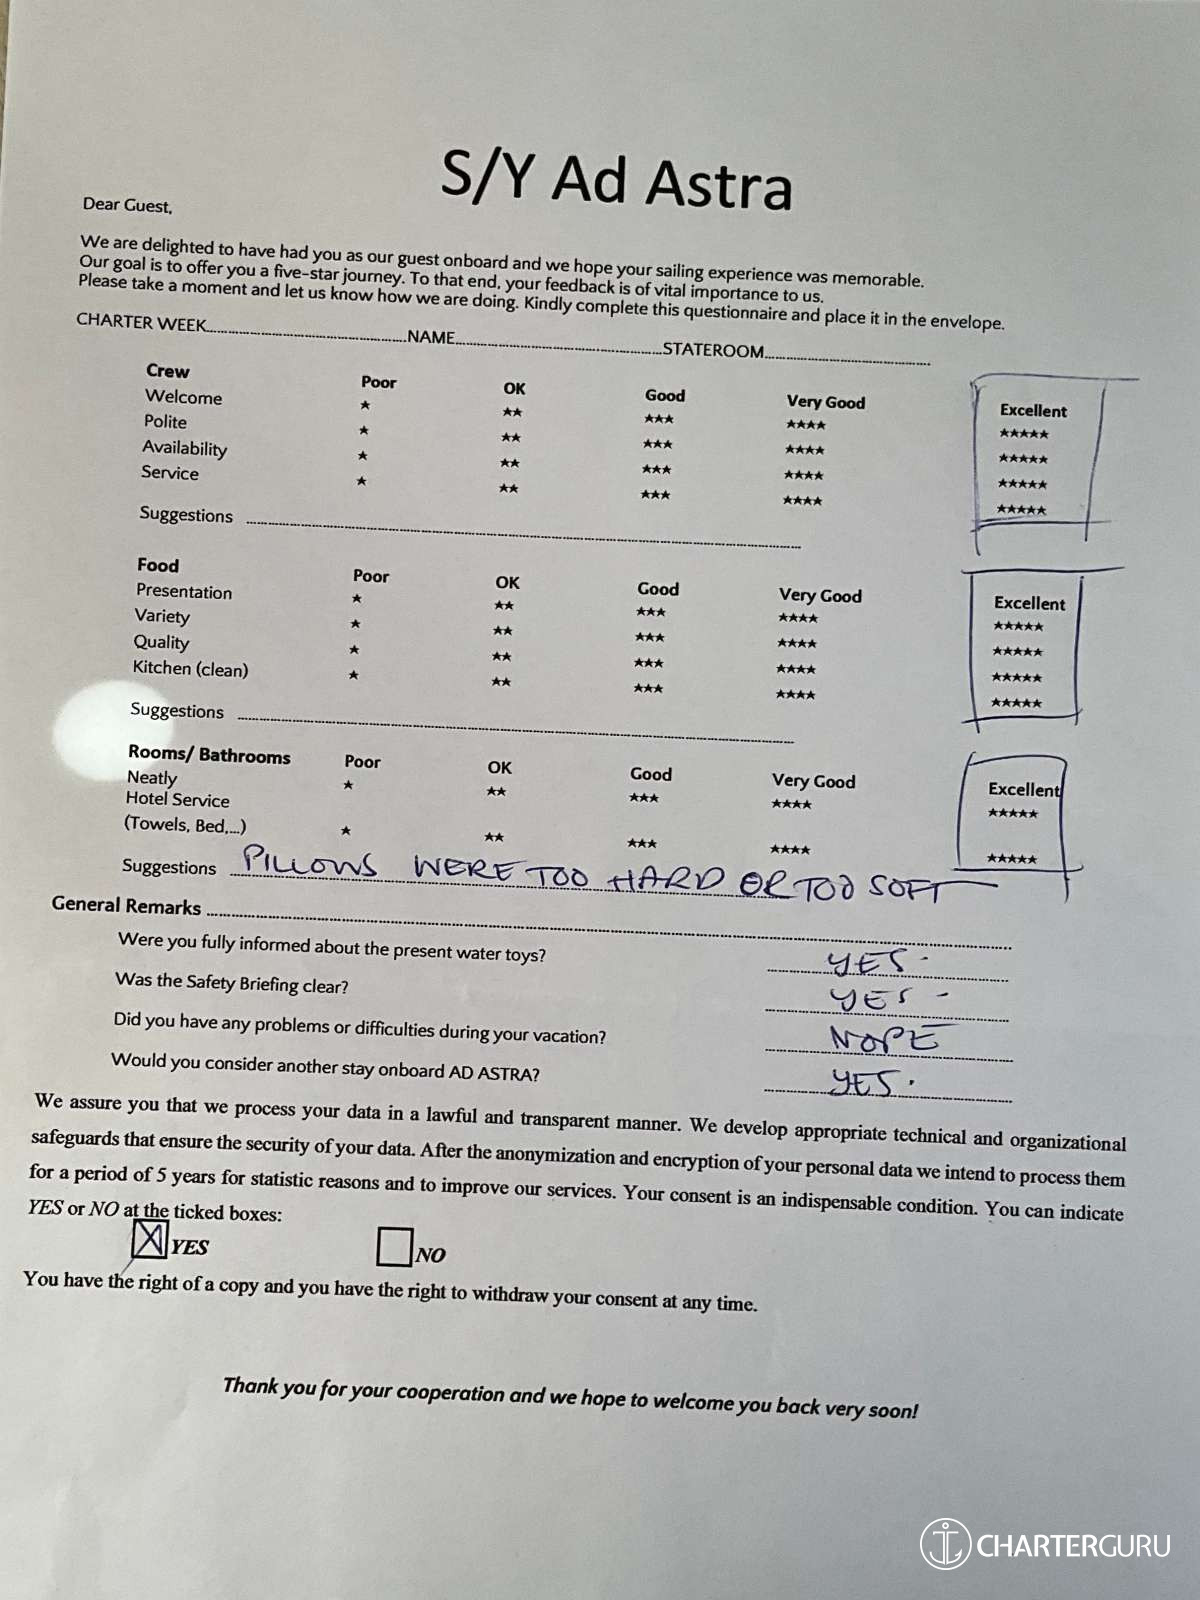 S/Y Ad Astra
Dear Guest,
We are delighted to have had you as our guest onboard and we hope your sailing experience was memorable.
Our goal is to offer you a five-star journey. To that end, your feedback is of vital importance to us.
Please take a moment and let us know how we are doing. Kindly complete this questionnaire and place it in the envelope.
CHARTER WEEK..........NAME..........STATEROOM..........
Crew Poor OK Good Very Good Excellent
Welcome ★ ★★ ★★★ ★★★★ ★★★★★
Polite ★ ★★ ★★★ ★★★★ ★★★★★
Availability ★ ★★ ★★★ ★★★★ ★★★★★
Service ★ ★★ ★★★ ★★★★ ★★★★★
Suggestions ..........
Food Poor OK Good Very Good Excellent
Presentation ★ ★★ ★★★ ★★★★ ★★★★★
Variety ★ ★★ ★★★ ★★★★ ★★★★★
Quality ★ ★★ ★★★ ★★★★ ★★★★★
Kitchen (clean) ★ ★★ ★★★ ★★★★ ★★★★★
Suggestions ..........
Rooms/ Bathrooms Poor OK Good Very Good Excellent
Neatly ★ ★★ ★★★ ★★★★ ★★★★★
Hotel Service
(Towels, Bed,...) ★ ★★ ★★★ ★★★★ ★★★★★
Suggestions PILLOWS WERE TOO HARD OR TOO SOFT
General Remarks ..........
Were you fully informed about the present water toys? YES.
Was the Safety Briefing clear? YES -
Did you have any problems or difficulties during your vacation? NOPE
Would you consider another stay onboard AD ASTRA? YES.
We assure you that we process your data in a lawful and transparent manner. We develop appropriate technical and organizational
safeguards that ensure the security of your data. After the anonymization and encryption of your personal data we intend to process them
for a period of 5 years for statistic reasons and to improve our services. Your consent is an indispensable condition. You can indicate
YES or NO at the ticked boxes:
X YES NO
You have the right of a copy and you have the right to withdraw your consent at any time.
Thank you for your cooperation and we hope to welcome you back very soon!
CHARTERGURU